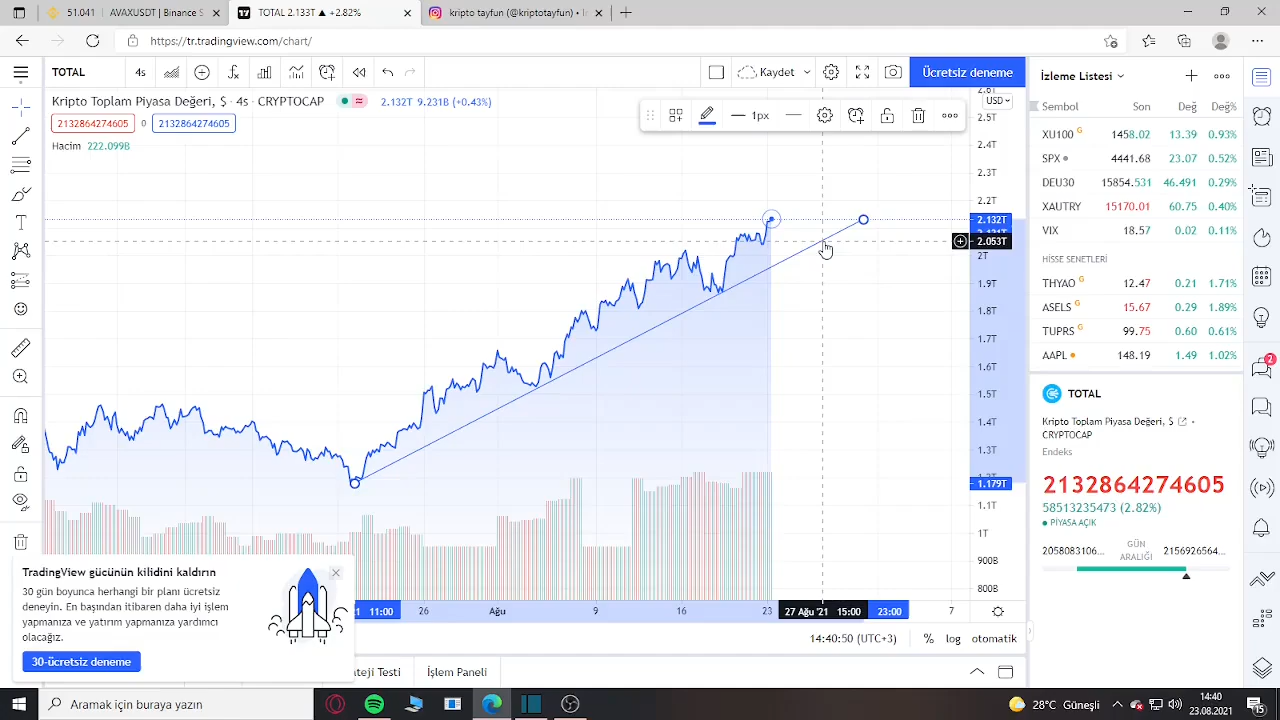 51.041 | AVAXUSDT | Binance S
TOTAL 2.133T ▲ +2.82%
kripto tayfun (@kriptotayfun) •
https://tr.tradingview.com/chart/
TOTAL
4s
Kaydet
Ücretsiz deneme
Kripto Toplam Piyasa Değeri, $ · 4s · CRYPTOCAP
2.132T 9.231B (+0.43%)
2132864274605 0 2132864274605
Hacim 222.099B
1px
USD
2.5T
2.4T
2.3T
2.2T
2.132T
2.053T
2T
1.9T
1.8T
1.7T
1.6T
1.5T
1.4T
1.3T
1.179T
1.1T
1T
900B
800B
21 11:00
26
Ağu
9
16
23
27 Ağu '21 15:00
23:00
7
14:40:50 (UTC+3)
%
log
otomatik
TradingView gücünün kilidini kaldırın
30 gün boyunca herhangi bir planı ücretsiz
deneyin. En başından itibaren daha iyi işlem
yapmanıza ve yatırım yapmanıza yardımcı
olacağız.
30-ücretsiz deneme
ateji Testi
İşlem Paneli
İzleme Listesi
Sembol Son Değ Değ%
XU100 G 1458.02 13.39 0.93%
SPX 4441.68 23.07 0.52%
DEU30 15854.531 46.491 0.29%
XAUTRY 15170.01 60.75 0.40%
VIX 18.57 0.02 0.11%
HİSSE SENETLERİ
THYAO G 12.47 0.21 1.71%
ASELS G 15.67 0.29 1.89%
TUPRS G 99.75 0.60 0.61%
AAPL 148.19 1.49 1.02%
TOTAL
Kripto Toplam Piyasa Değeri, $
CRYPTOCAP
Endeks
2132864274605
58513235473 (2.82%)
PİYASA AÇIK
2058083106...
GÜN
ARALIĞI
2156926564...
2
Aramak için buraya yazın
28°C Güneşli
14:40
23.08.2021
5